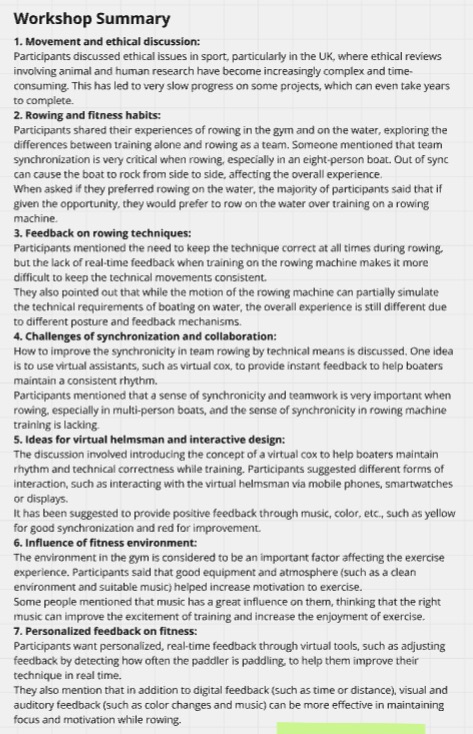 Workshop Summary
1. Movement and ethical discussion:
Participants discussed ethical issues in sport, particularly in the UK, where ethical reviews
involving animal and human research have become increasingly complex and time-
consuming. This has led to very slow progress on some projects, which can even take years
to complete.
2. Rowing and fitness habits:
Participants shared their experiences of rowing in the gym and on the water, exploring the
differences between training alone and rowing as a team. Someone mentioned that team
synchronization is very critical when rowing, especially in an eight-person boat. Out of sync
can cause the boat to rock from side to side, affecting the overall experience.
When asked if they preferred rowing on the water, the majority of participants said that if
given the opportunity, they would prefer to row on the water over training on a rowing
machine.
3. Feedback on rowing techniques:
Participants mentioned the need to keep the technique correct at all times during rowing,
but the lack of real-time feedback when training on the rowing machine makes it more
difficult to keep the technical movements consistent.
They also pointed out that while the motion of the rowing machine can partially simulate
the technical requirements of boating on water, the overall experience is still different due
to different posture and feedback mechanisms.
4. Challenges of synchronization and collaboration:
How to improve the synchronicity in team rowing by technical means is discussed. One idea
is to use virtual assistants, such as virtual cox, to provide instant feedback to help boaters
maintain a consistent rhythm.
Participants mentioned that a sense of synchronicity and teamwork is very important when
rowing, especially in multi-person boats, and the sense of synchronicity in rowing machine
training is lacking.
5. Ideas for virtual helmsman and interactive design:
The discussion involved introducing the concept of a virtual cox to help boaters maintain
rhythm and technical correctness while training. Participants suggested different forms of
interaction, such as interacting with the virtual helmsman via mobile phones, smartwatches
or displays.
It has been suggested to provide positive feedback through music, color, etc., such as yellow
for good synchronization and red for improvement.
6. Influence of fitness environment:
The environment in the gym is considered to be an important factor affecting the exercise
experience. Participants said that good equipment and atmosphere (such as a clean
environment and suitable music) helped increase motivation to exercise.
Some people mentioned that music has a great influence on them, thinking that the right
music can improve the excitement of training and increase the enjoyment of exercise.
7. Personalized feedback on fitness:
Participants want personalized, real-time feedback through virtual tools, such as adjusting
feedback by detecting how often the paddler is paddling, to help them improve their
technique in real time.
They also mention that in addition to digital feedback (such as time or distance), visual and
auditory feedback (such as color changes and music) can be more effective in maintaining
focus and motivation while rowing.